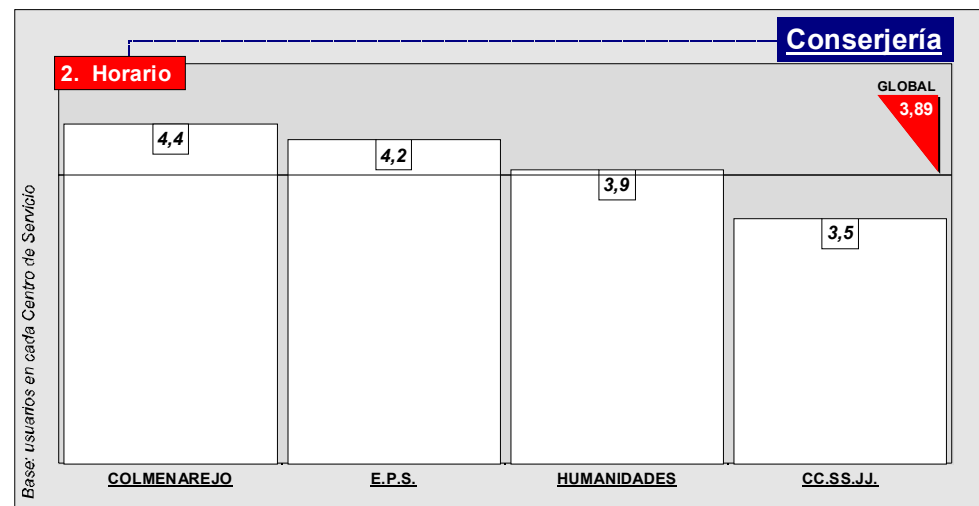 Conserjería
2. Horario
GLOBAL
3,89
4,4
4,2
3,9
3,5
Base: usuarios en cada Centro de Servicio
COLMENAREJO
E.P.S.
HUMANIDADES
CC.SS.JJ.